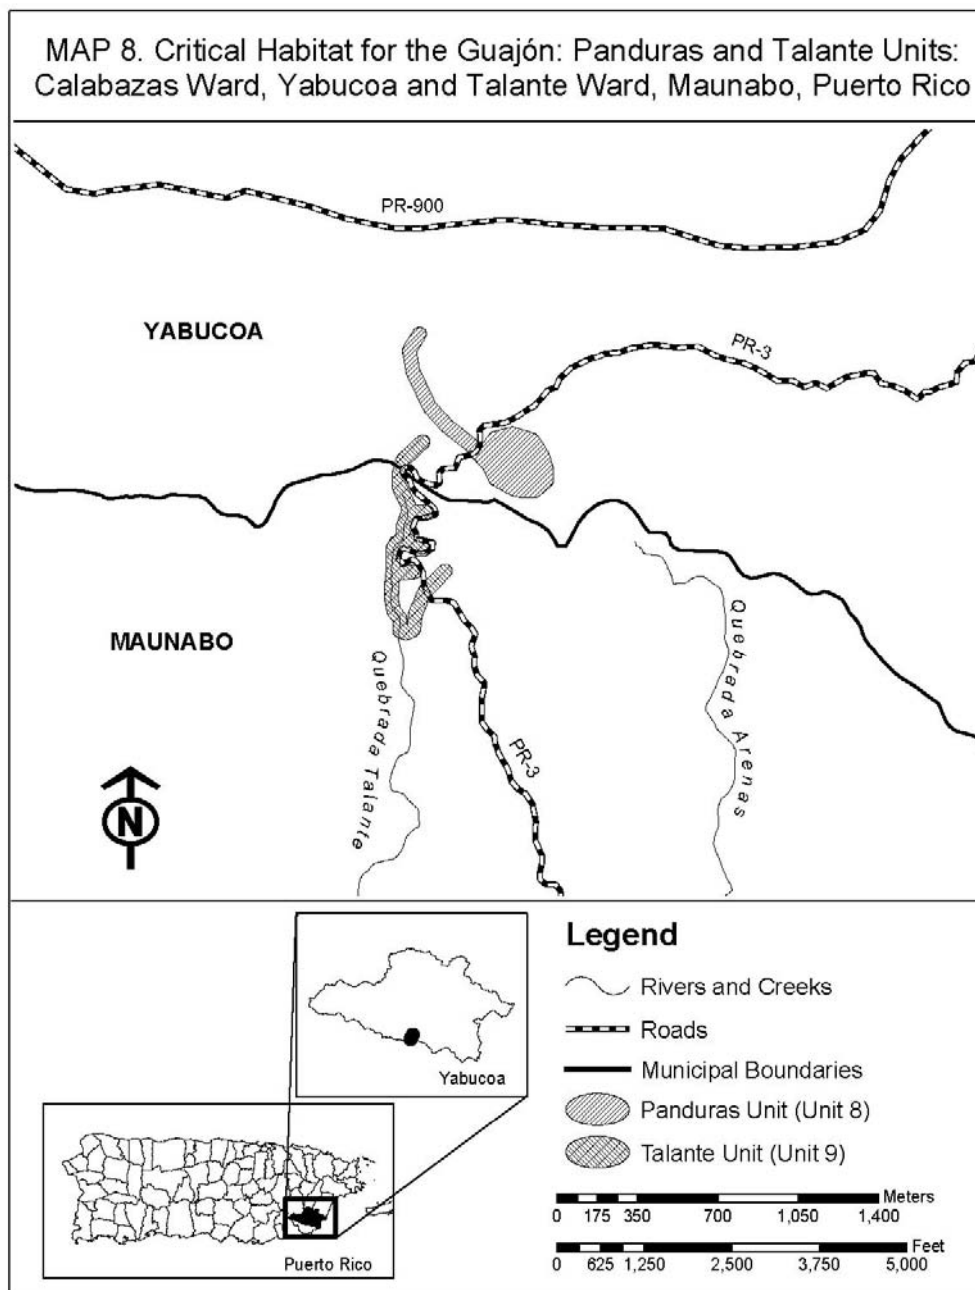 MAP 8. Critical Habitat for the Guajón: Panduras and Talante Units:
Calabazas Ward, Yabucoa and Talante Ward, Maunabo, Puerto Rico
PR-900
YABUCOA
PR-3
MAUNABO
Quebrada Talante
PR-3
Quebrada Arenas
N
Yabucoa
Puerto Rico
Legend
Rivers and Creeks
Roads
Municipal Boundaries
Panduras Unit (Unit 8)
Talante Unit (Unit 9)
Meters
0 175 350 700 1,050 1,400
Feet
0 625 1,250 2,500 3,750 5,000